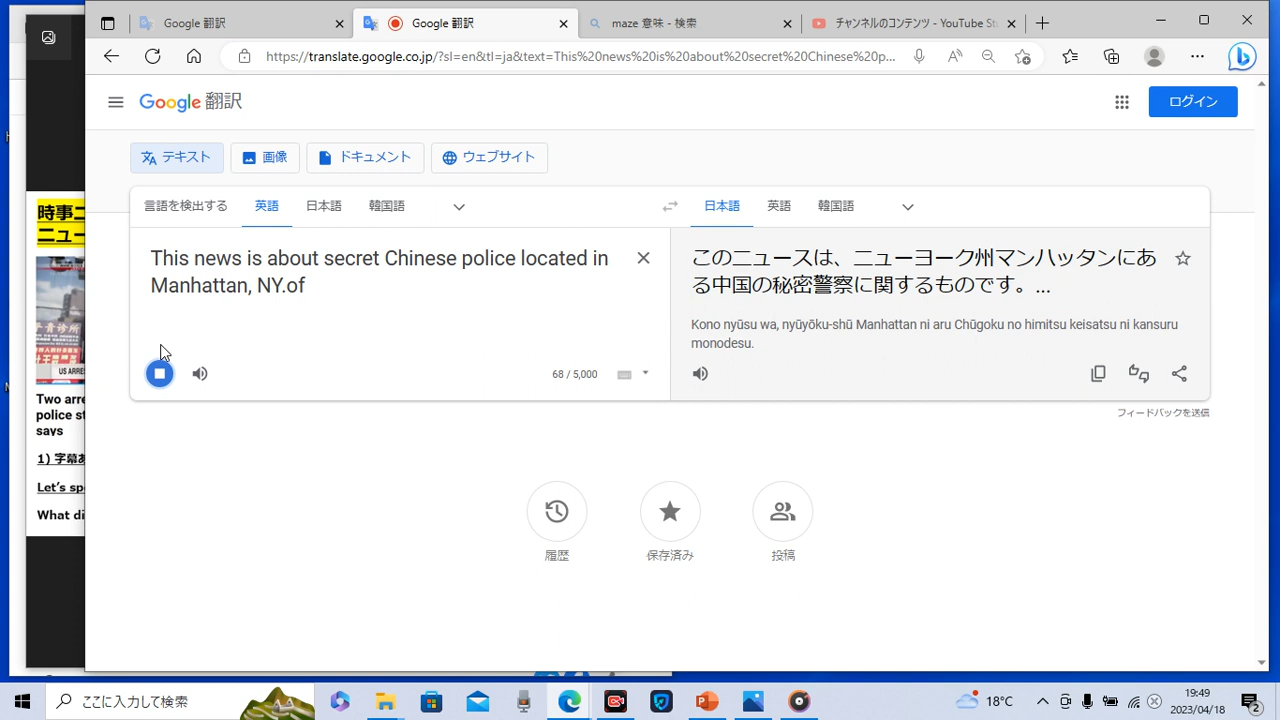 Google 翻訳
Google 翻訳
maze 意味 - 検索
チャンネルのコンテンツ - YouTube St
https://translate.google.co.jp/?sl=en&tl=ja&text=This%20news%20is%20about%20secret%20Chinese%20p...
Google 翻訳
ログイン
テキスト
画像
ドキュメント
ウェブサイト
言語を検出する
英語
日本語
韓国語
日本語
英語
韓国語
This news is about secret Chinese police located in
Manhattan, NY.of
68 / 5,000
このニュースは、ニューヨーク州マンハッタンにあ
る中国の秘密警察に関するものです。...
Kono nyūsu wa, nyūyōku-shū Manhattan ni aru Chūgoku no himitsu keisatsu ni kansuru
monodesu.
フィードバックを送信
履歴
保存済み
投稿
時事ニ
ニュー
US ARRES
Two arre
police st
says
1) 字幕あ
Let's sp
What di
ここに入力して検索
18°C
19:49
2023/04/18
2